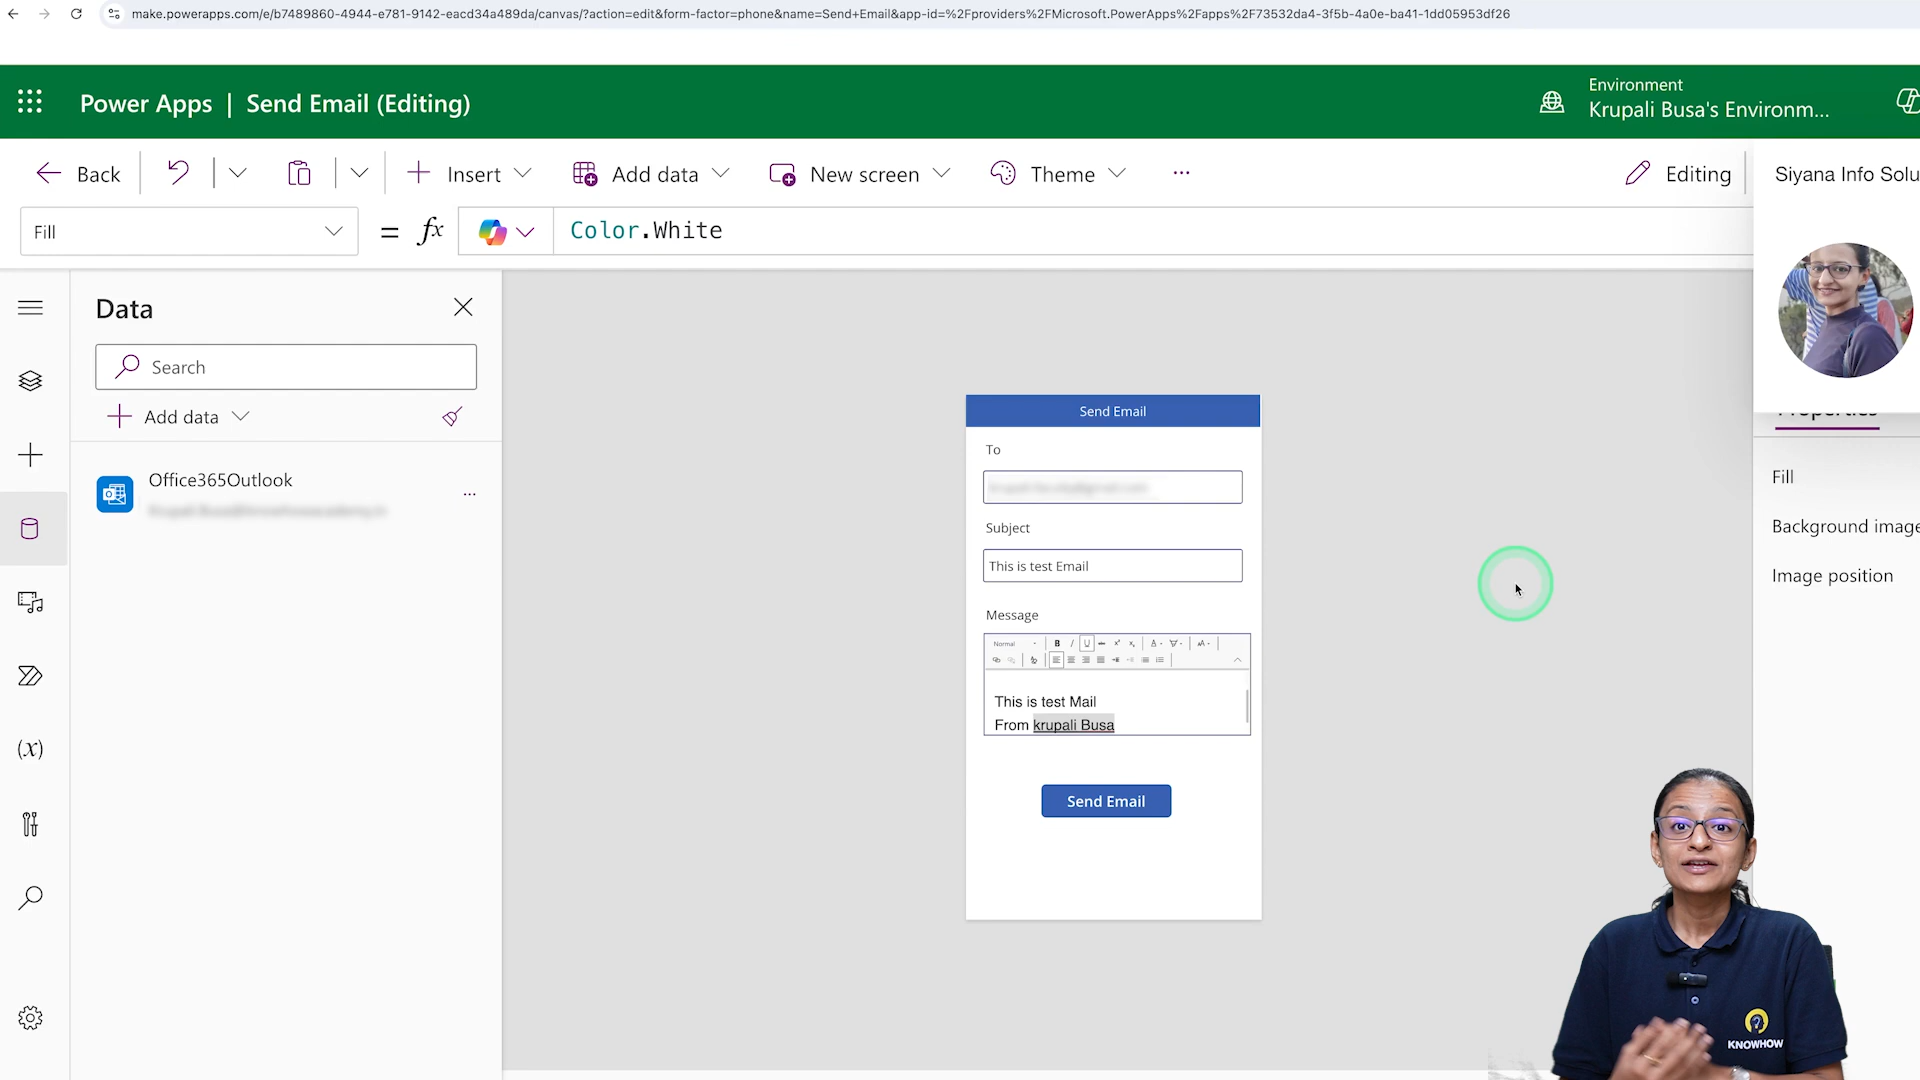 make.powerapps.com/e/b7489860-4944-e781-9142-eacd34a489da/canvas/?action=edit&form-factor=phone&name=Send+Email&app-id=%2Fproviders%2FMicrosoft.PowerApps%2Fapps%2F73532da4-3f5b-4a0e-ba41-1dd05953df26
Power Apps | Send Email (Editing)
Environment
Krupali Busa's Environm...
Back
Insert
Add data
New screen
Theme
...
Editing
Siyana Info Solu
Fill
= fx
Color.White
Data
Search
Add data
Office365Outlook
...
Send Email
To
Subject
This is test Email
Message
Normal
This is test Mail
From krupali Busa
Send Email
Properties
Fill
Background image
Image position
(x)
KNOWHOW